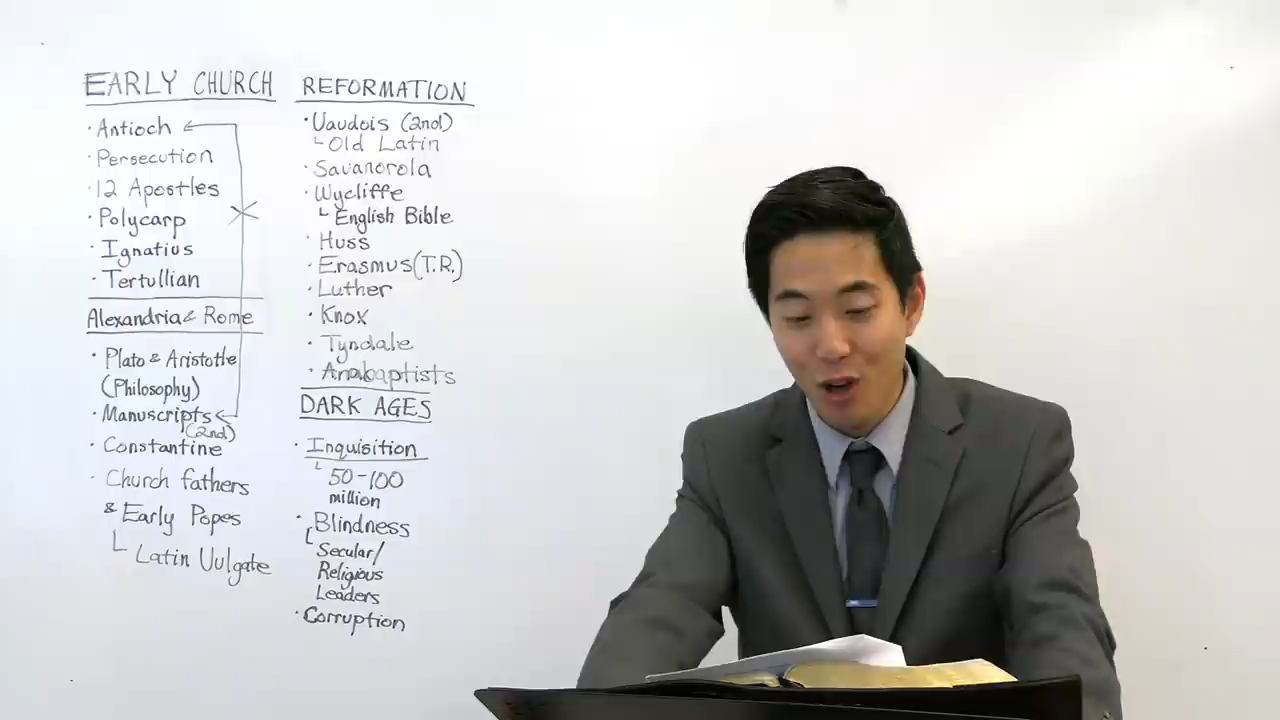 EARLY CHURCH
· Antioch
· Persecution
· 12 Apostles
· Polycarp
· Ignatius
· Tertullian
Alexandria & Rome
· Plato & Aristotle
(Philosophy)
· Manuscripts
(2nd)
· Constantine
· Church fathers
& Early Popes
└ Latin Vulgate
REFORMATION
· Vaudois (2nd)
└ Old Latin
· Savanorola
· Wycliffe
└ English Bible
· Huss
· Erasmus (T.R.)
· Luther
· Knox
· Tyndale
· Anabaptists
DARK AGES
· Inquisition
└ 50-100
million
· Blindness
└ Secular/
Religious
Leaders
· Corruption